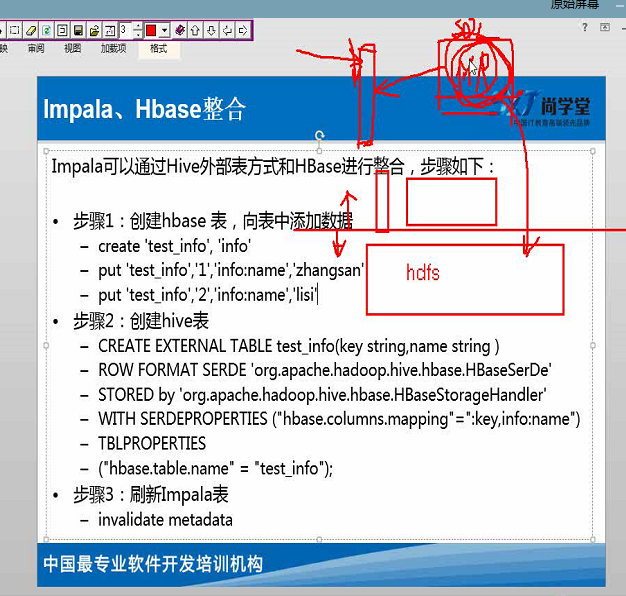 原始屏幕
3
映 审阅 视图 加载项 格式
sql
MR
Impala、Hbase整合
尚学堂
Impala可以通过Hive外部表方式和HBase进行整合，步骤如下：
• 步骤1：创建hbase 表，向表中添加数据
– create 'test_info', 'info'
– put 'test_info','1','info:name','zhangsan'
– put 'test_info','2','info:name','lisi'
hdfs
• 步骤2：创建hive表
– CREATE EXTERNAL TABLE test_info(key string,name string )
– ROW FORMAT SERDE 'org.apache.hadoop.hive.hbase.HBaseSerDe'
– STORED by 'org.apache.hadoop.hive.hbase.HBaseStorageHandler'
– WITH SERDEPROPERTIES ("hbase.columns.mapping"=":key,info:name")
– TBLPROPERTIES
– ("hbase.table.name" = "test_info");
• 步骤3：刷新Impala表
– invalidate metadata
中国最专业软件开发培训机构